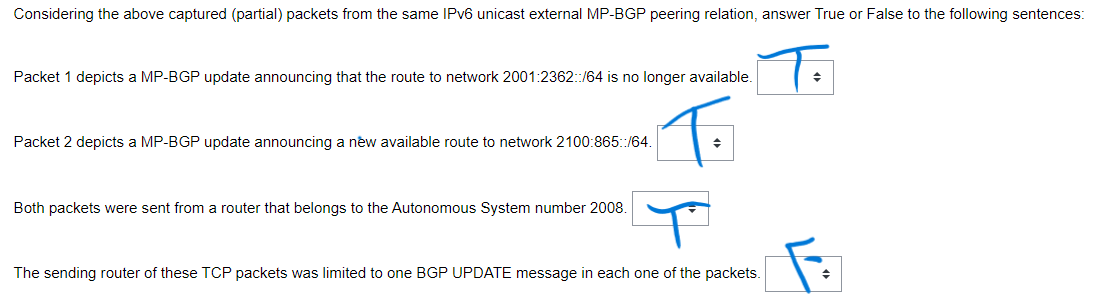 Considering the above captured (partial) packets from the same IPv6 unicast external MP-BGP peering relation, answer True or False to the following sentences:
Packet 1 depicts a MP-BGP update announcing that the route to network 2001:2362::/64 is no longer available. T
Packet 2 depicts a MP-BGP update announcing a new available route to network 2100:865::/64. T
Both packets were sent from a router that belongs to the Autonomous System number 2008. T
The sending router of these TCP packets was limited to one BGP UPDATE message in each one of the packets. F